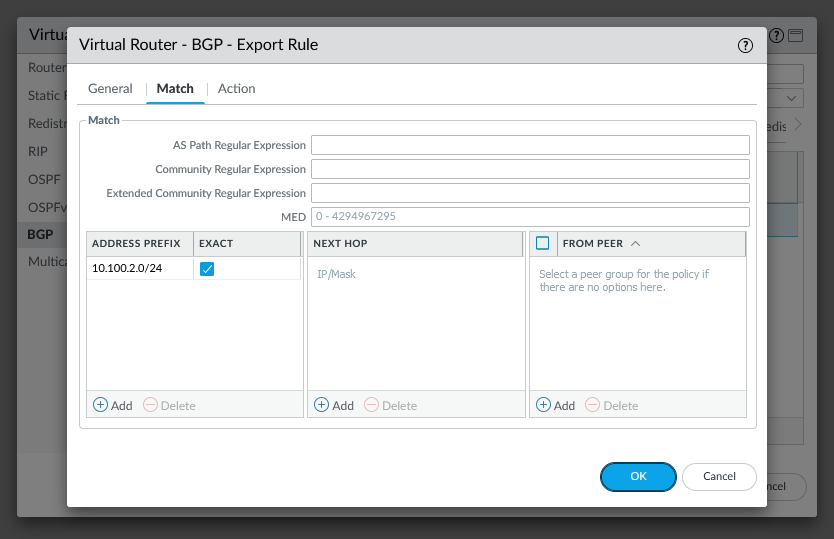 Virtua
Virtual Router - BGP - Export Rule
Router
Static R
Redistri
RIP
OSPF
OSPFv
BGP
Multica
edis
General
Match
Action
Match
AS Path Regular Expression
Community Regular Expression
Extended Community Regular Expression
MED
0 - 4294967295
ADDRESS PREFIX
EXACT
NEXT HOP
FROM PEER
10.100.2.0/24
IP/Mask
Select a peer group for the policy if
there are no options here.
Add
Delete
Add
Delete
Add
Delete
OK
Cancel
ncel